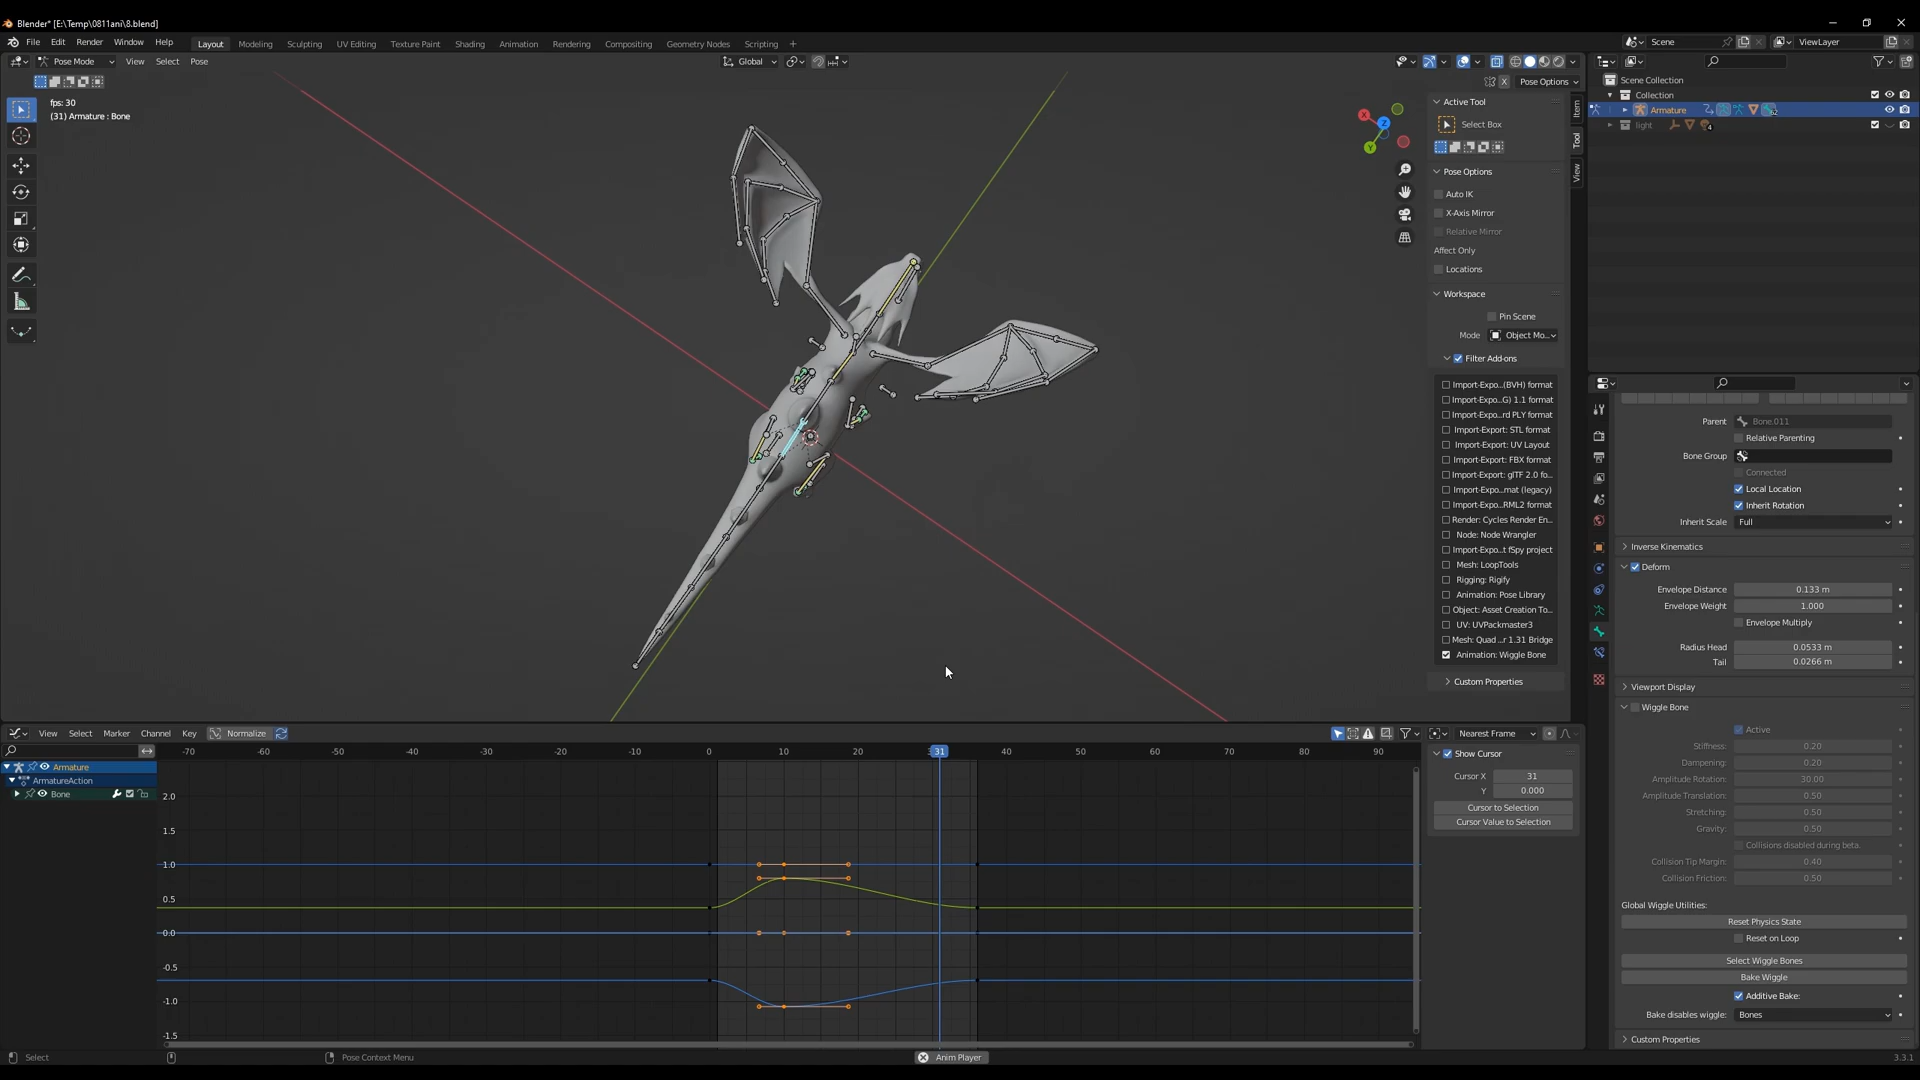 Blender* [E:\Temp\0811ani\8.blend]
File Edit Render Window Help Layout Modeling Sculpting UV Editing Texture Paint Shading Animation Rendering Compositing Geometry Nodes Scripting +
Scene ViewLayer
Pose Mode View Select Pose Global
X Pose Options
fps: 30
(31) Armature : Bone
X Y Z
Active Tool
Select Box
Pose Options
Auto IK
X-Axis Mirror
Relative Mirror
Affect Only
Locations
Workspace
Pin Scene
Mode Object Mo...
Filter Add-ons
Import-Expo...(BVH) format
Import-Expo...G) 1.1 format
Import-Expo...rd PLY format
Import-Export: STL format
Import-Export: UV Layout
Import-Export: FBX format
Import-Export: glTF 2.0 fo...
Import-Expo...mat (legacy)
Import-Expo...RML2 format
Render: Cycles Render En...
Node: Node Wrangler
Import-Expo...t fSpy project
Mesh: LoopTools
Rigging: Rigify
Animation: Pose Library
Object: Asset Creation To...
UV: UVPackmaster3
Mesh: Quad ...r 1.31 Bridge
Animation: Wiggle Bone
Custom Properties
Item
Tool
View
Scene Collection
Collection
Armature
light 4
Parent Bone.011
Relative Parenting
Bone Group
Connected
Local Location
Inherit Rotation
Inherit Scale Full
Inverse Kinematics
Deform
Envelope Distance 0.133 m
Envelope Weight 1.000
Envelope Multiply
Radius Head 0.0533 m
Tail 0.0266 m
Viewport Display
Wiggle Bone
Active
Stiffness: 0.20
Dampening: 0.20
Amplitude Rotation: 30.00
Amplitude Translation: 0.50
Stretching: 0.50
Gravity: 0.50
Collisions disabled during beta.
Collision Tip Margin: 0.40
Collision Friction: 0.50
Global Wiggle Utilities:
Reset Physics State
Reset on Loop
Select Wiggle Bones
Bake Wiggle
Additive Bake:
Bake disables wiggle: Bones
Custom Properties
View Select Marker Channel Key Normalize Nearest Frame
-70 -60 -50 -40 -30 -20 -10 0 10 20 31 40 50 60 70 80 90
Armature
ArmatureAction
Bone
2.0
1.5
1.0
0.5
0.0
-0.5
-1.0
-1.5
Show Cursor
Cursor X 31
Y 0.000
Cursor to Selection
Cursor Value to Selection
Select Pose Context Menu Anim Player 3.3.1